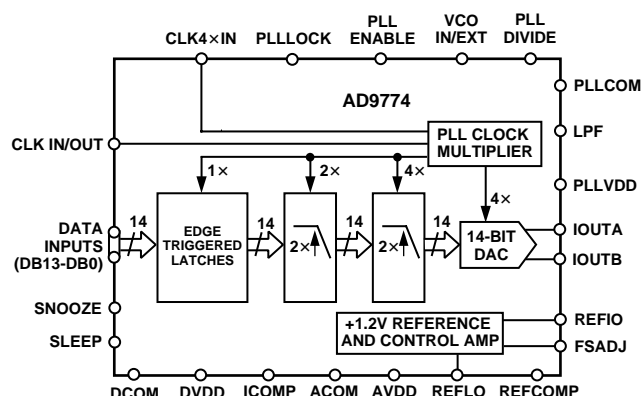 CLK4×IN
PLLLOCK
PLL
ENABLE
VCO
IN/EXT
PLL
DIVIDE
AD9774
PLLCOM
LPF
PLLVDD
IOUTA
IOUTB
REFIO
FSADJ
CLK IN/OUT
PLL CLOCK
MULTIPLIER
1×
2×
4×
4×
DATA
INPUTS
(DB13-DB0)
14
EDGE
TRIGGERED
LATCHES
14
2×
14
2×
14
14-BIT
DAC
SNOOZE
SLEEP
+1.2V REFERENCE
AND CONTROL AMP
DCOM
DVDD
ICOMP
ACOM
AVDD
REFLO
REFCOMP